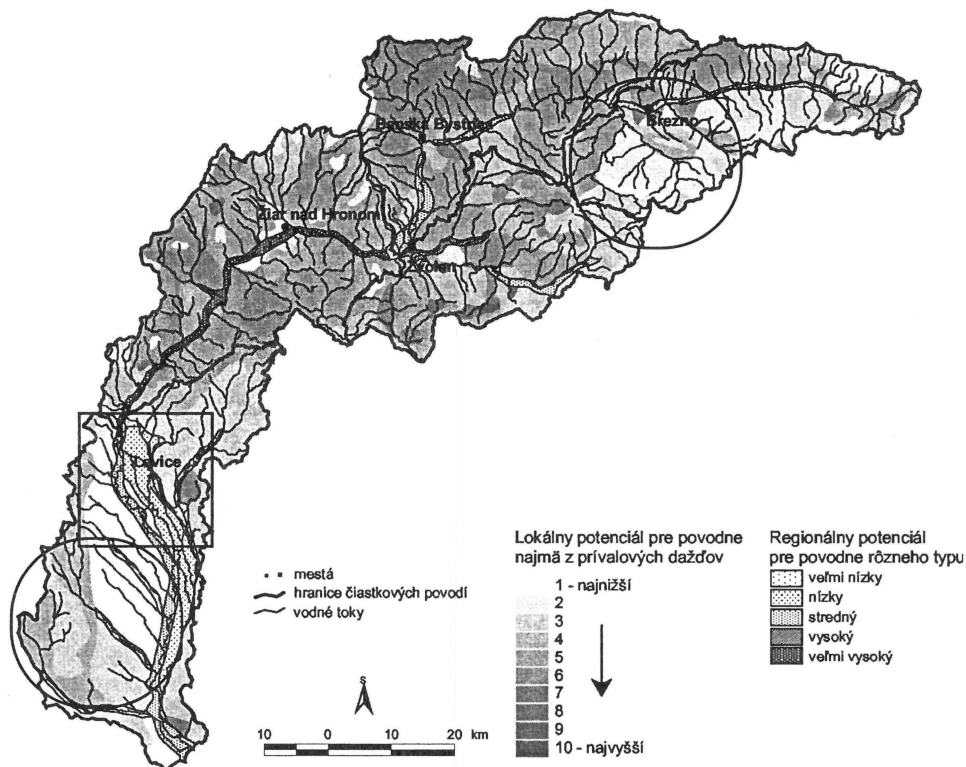 Banská Bystrica
Brezno
Žiar nad Hronom
Zvolen
Levice
mestá
hranice čiastkových povodí
vodné toky
S
10 0 10 20 km
Lokálny potenciál pre povodne
najmä z prívalových dažďov
1 - najnižší
2
3
4
5
6
7
8
9
10 - najvyšší
Regionálny potenciál
pre povodne rôzneho typu
veľmi nízky
nízky
stredný
vysoký
veľmi vysoký